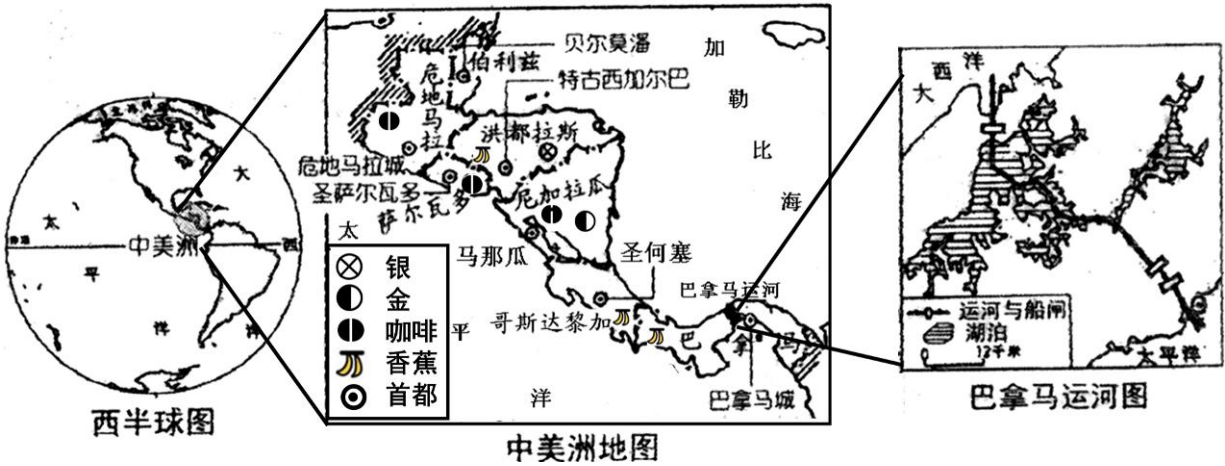 大
西
太
平
洋
中美洲
洋
西半球图
贝尔莫潘
伯利兹
特古西加尔巴
危地马拉
洪都拉斯
危地马拉城
圣萨尔瓦多
萨尔瓦多
尼加拉瓜
马那瓜
圣何塞
哥斯达黎加
巴拿马运河
巴拿马
巴拿马城
加勒比海
太
平
洋
银
金
咖啡
香蕉
首都
中美洲地图
大西洋
运河与船闸
湖泊
12千米
太平洋
巴拿马运河图